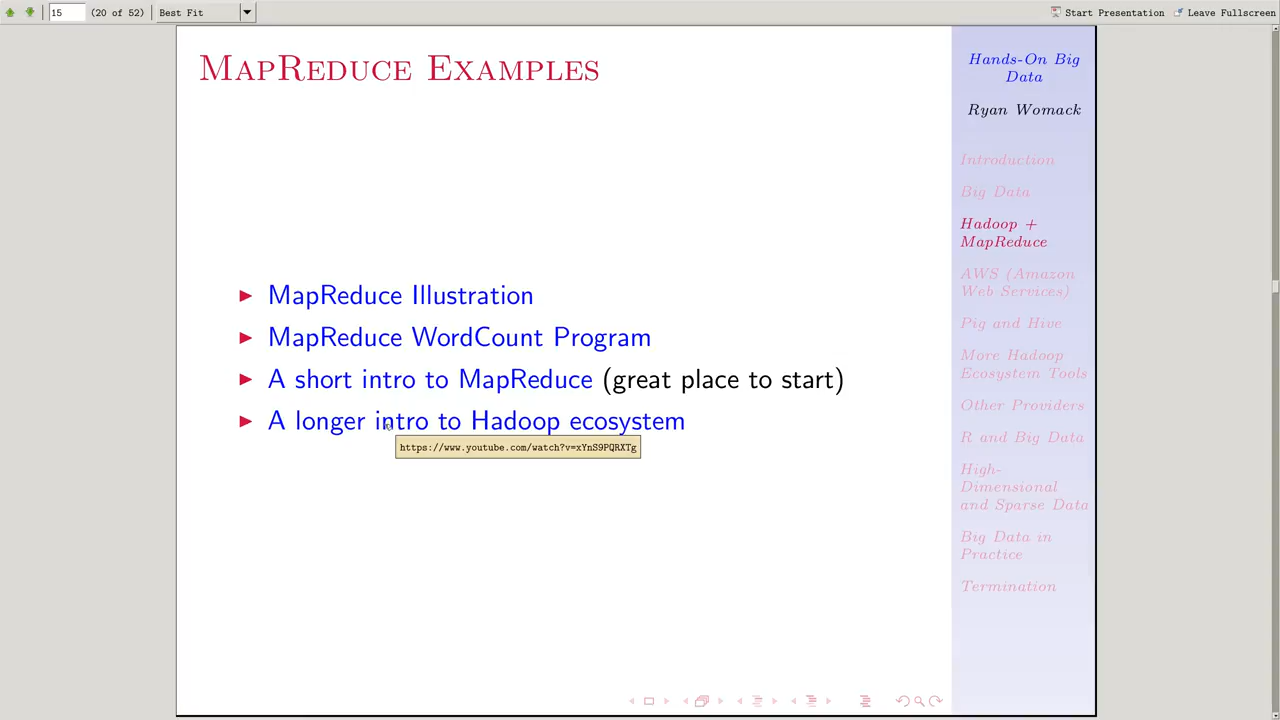 15 (20 of 52) Best Fit Start Presentation Leave Fullscreen
MapReduce Examples
MapReduce Illustration
MapReduce WordCount Program
A short intro to MapReduce (great place to start)
A longer intro to Hadoop ecosystem
https://www.youtube.com/watch?v=xYnS9PQRXTg
Hands-On Big
Data
Ryan Womack
Introduction
Big Data
Hadoop +
MapReduce
AWS (Amazon
Web Services)
Pig and Hive
More Hadoop
Ecosystem Tools
Other Providers
R and Big Data
High-
Dimensional
and Sparse Data
Big Data in
Practice
Termination